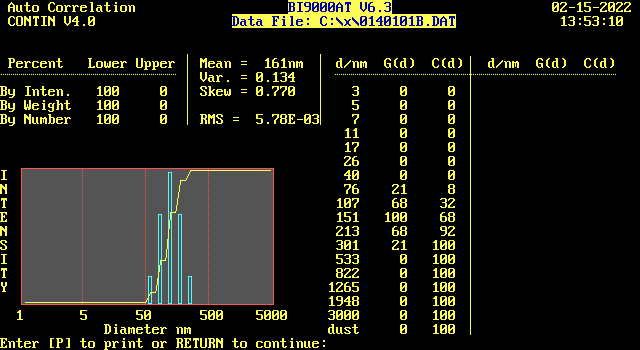 Auto Correlation BI9000AT V6.3 02-15-2022
CONTIN V4.0 Data File: C:\x\0140101B.DAT 13:53:10
Percent Lower Upper Mean = 161nm d/nm G(d) C(d) d/nm G(d) C(d)
Var. = 0.134
By Inten. 100 0 Skew = 0.770 3 0 0
By Weight 100 0 5 0 0
By Number 100 0 RMS = 5.78E-03 7 0 0
11 0 0
17 0 0
26 0 0
40 0 0
76 21 8
107 68 32
151 100 68
213 68 92
301 21 100
533 0 100
822 0 100
1265 0 100
1948 0 100
3000 0 100
dust 0 100
INTENSITY
1 5 50 500 5000
Diameter nm
Enter [P] to print or RETURN to continue: